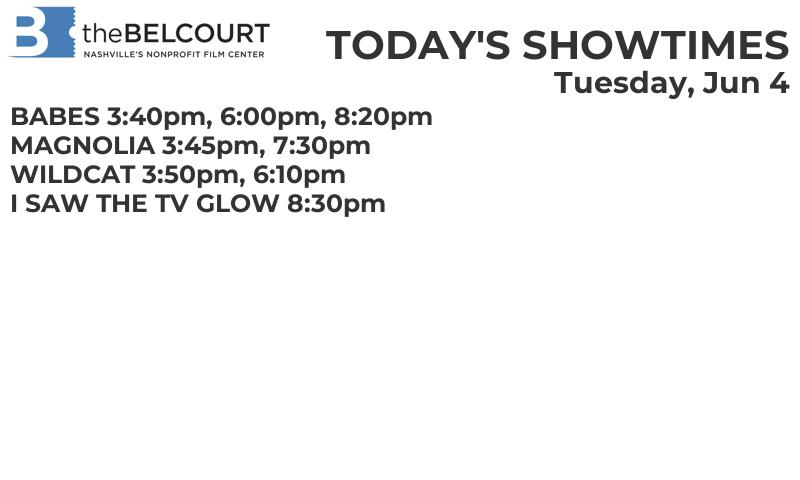 B theBELCOURT
NASHVILLE'S NONPROFIT FILM CENTER
TODAY'S SHOWTIMES
Tuesday, Jun 4
BABES 3:40pm, 6:00pm, 8:20pm
MAGNOLIA 3:45pm, 7:30pm
WILDCAT 3:50pm, 6:10pm
I SAW THE TV GLOW 8:30pm